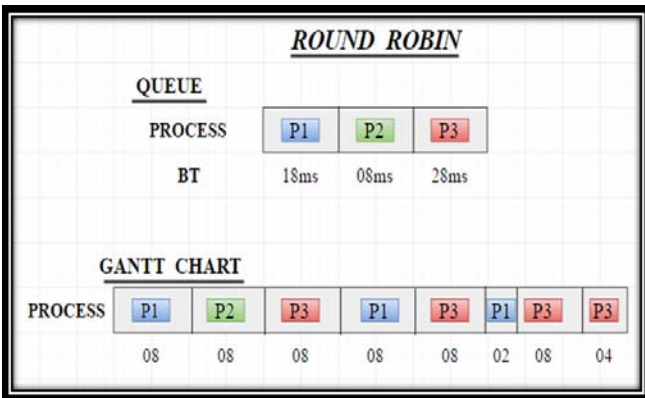 ROUND ROBIN
QUEUE
PROCESS P1 P2 P3
BT 18ms 08ms 28ms
GANTT CHART
PROCESS P1 P2 P3 P1 P3 P1 P3 P3
08 08 08 08 08 02 08 04